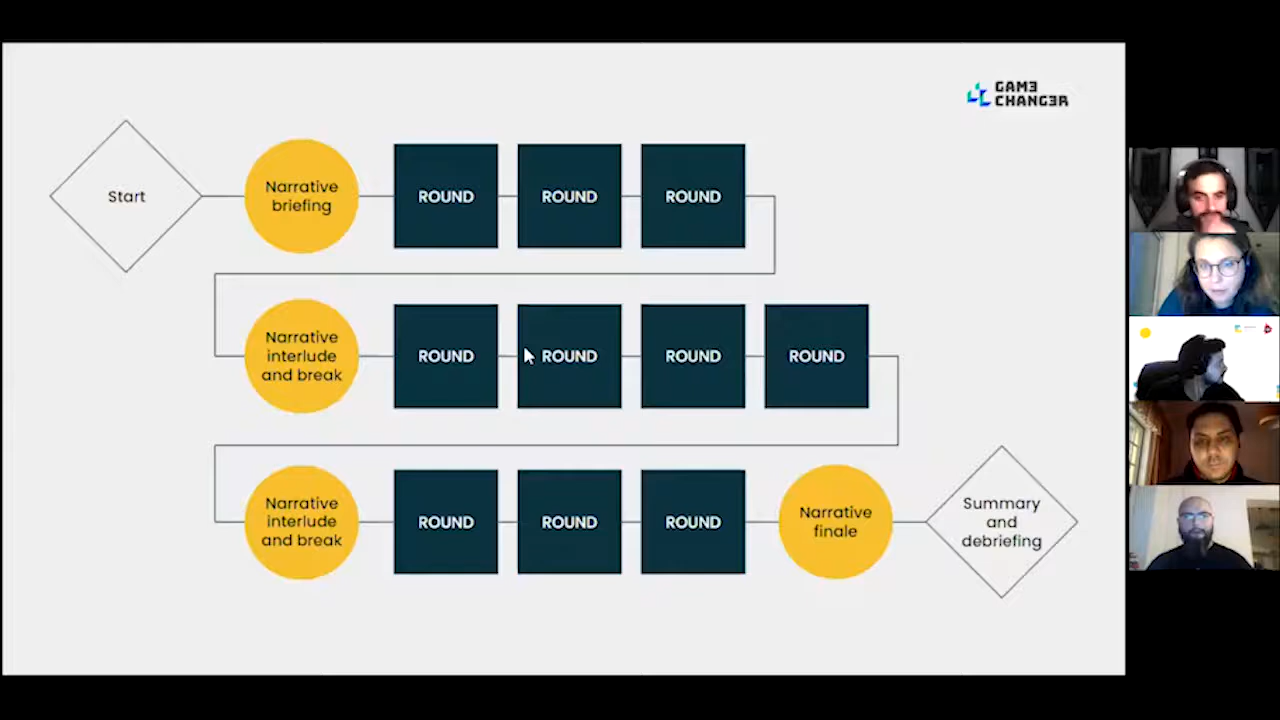 GAM3
CHANG3R
Start
Narrative
briefing
ROUND
ROUND
ROUND
Narrative
interlude
and break
ROUND
ROUND
ROUND
ROUND
Narrative
interlude
and break
ROUND
ROUND
ROUND
Narrative
finale
Summary
and
debriefing